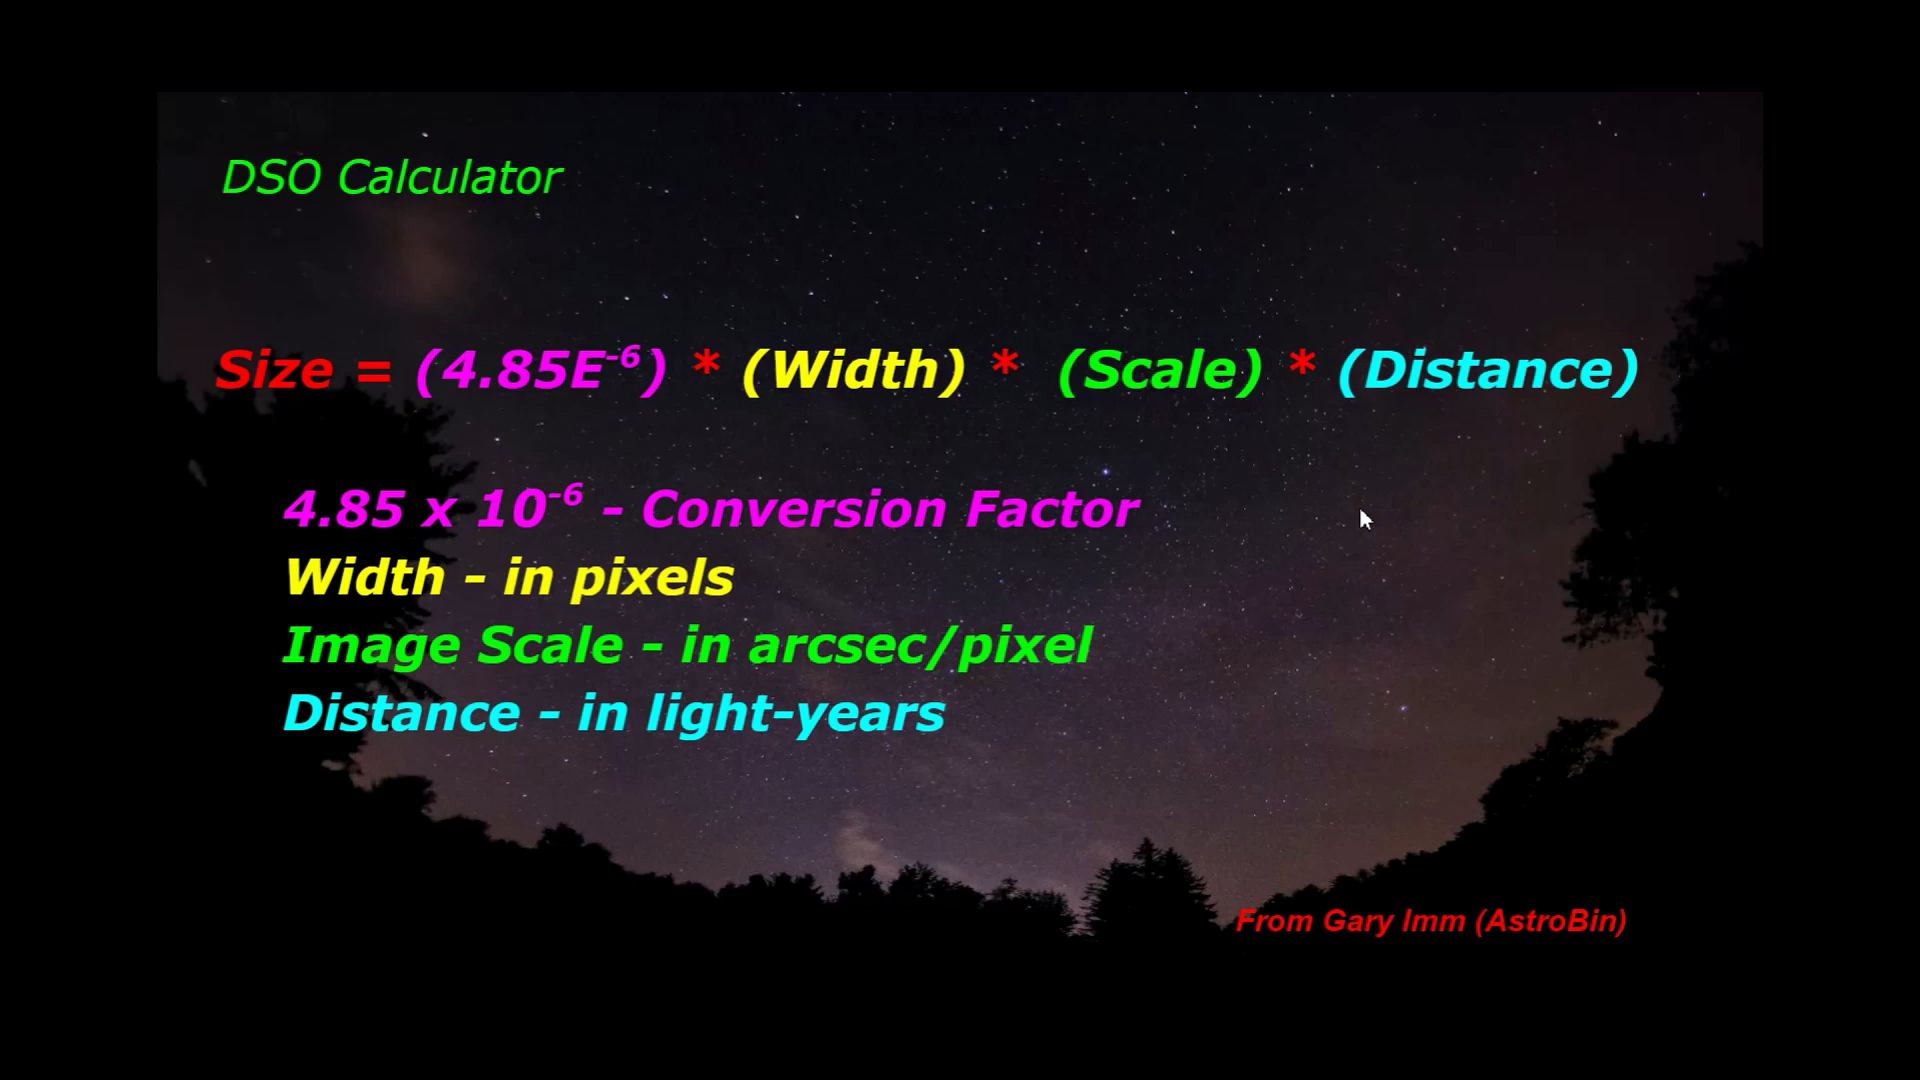 DSO Calculator
Size = (4.85E⁻⁶) * (Width) * (Scale) * (Distance)
4.85 x 10⁻⁶ - Conversion Factor
Width - in pixels
Image Scale - in arcsec/pixel
Distance - in light-years
From Gary Imm (AstroBin)